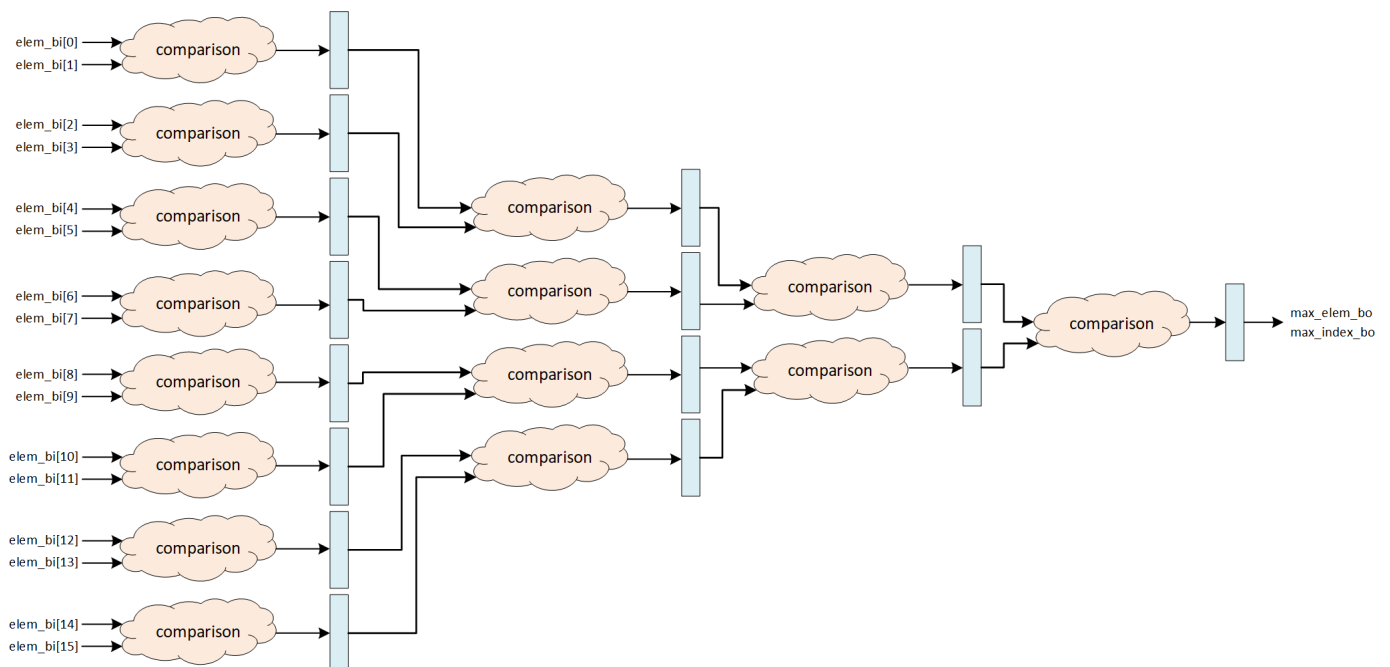 elem_bi[0]
elem_bi[1]
comparison
elem_bi[2]
elem_bi[3]
comparison
elem_bi[4]
elem_bi[5]
comparison
elem_bi[6]
elem_bi[7]
comparison
elem_bi[8]
elem_bi[9]
comparison
elem_bi[10]
elem_bi[11]
comparison
elem_bi[12]
elem_bi[13]
comparison
elem_bi[14]
elem_bi[15]
comparison
comparison
comparison
comparison
comparison
comparison
comparison
comparison
max_elem_bo
max_index_bo